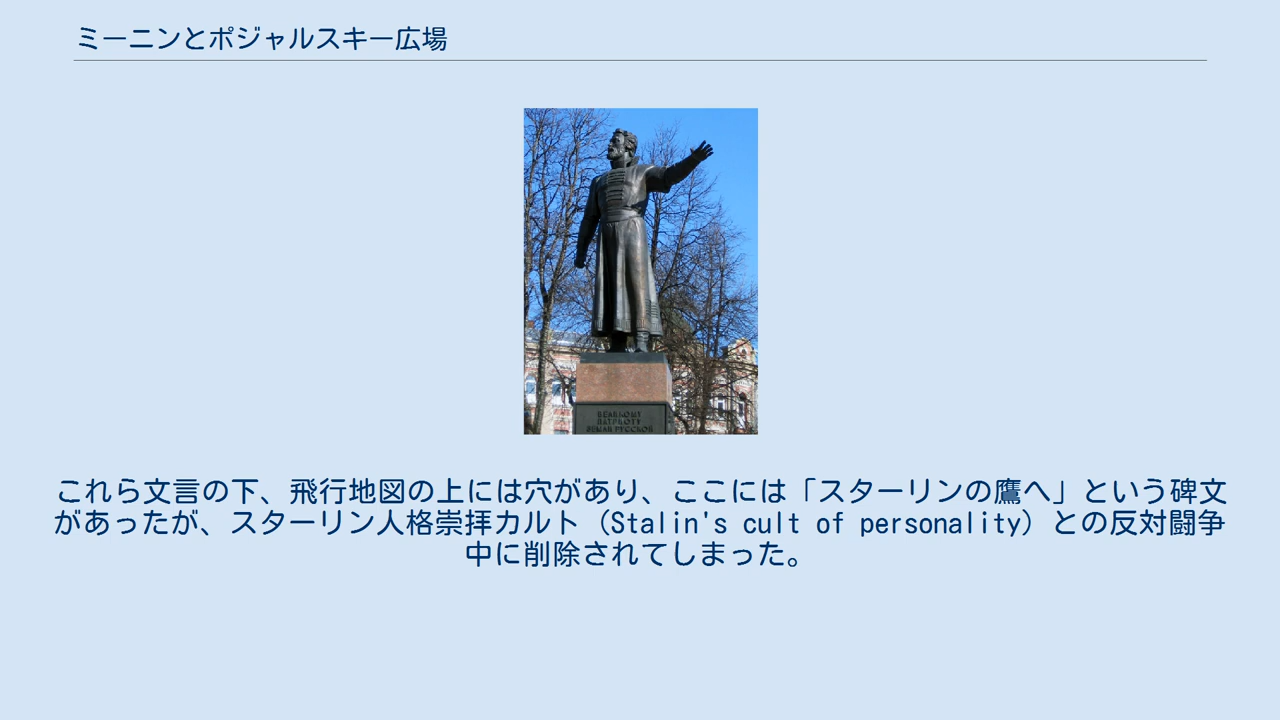 ミーニンとポジャルスキー広場
ВЕЛИКОМУ
ПАТРИОТУ
ЗЕМЛИ РУССКОЙ
これら文言の下、飛行地図の上には穴があり、ここには「スターリンの鷹へ」という碑文
があったが、スターリン人格崇拝カルト（Stalin's cult of personality）との反対闘争
中に削除されてしまった。